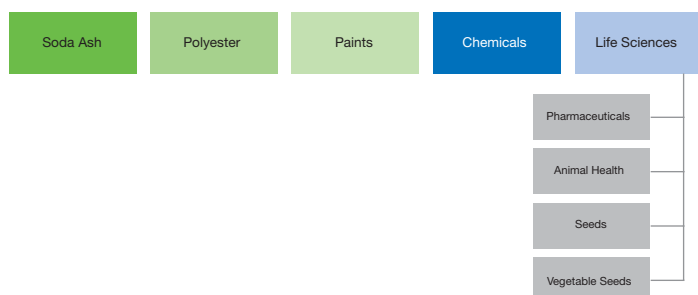 Soda Ash
Polyester
Paints
Chemicals
Life Sciences
Pharmaceuticals
Animal Health
Seeds
Vegetable Seeds